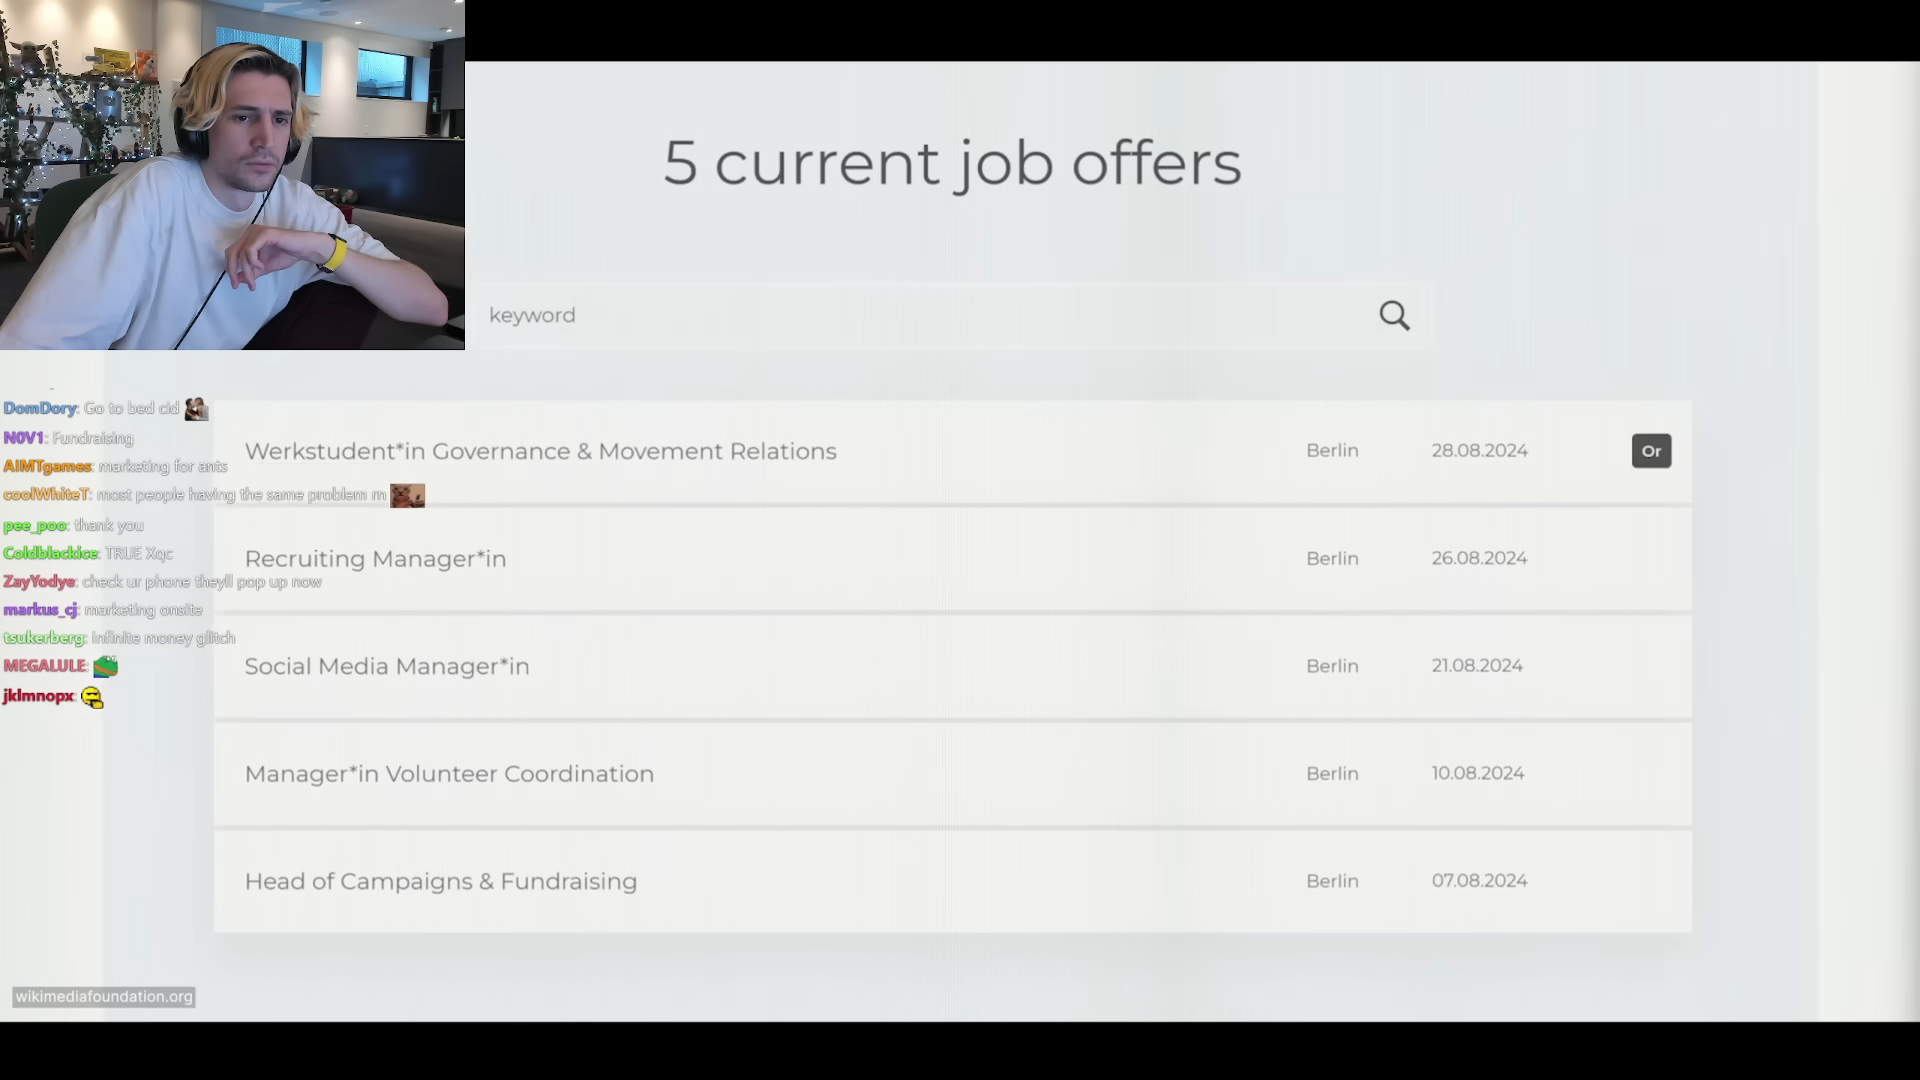 5 current job offers
keyword
DomDory: Go to bed cid
N0V1: Fundraising
AIMTgames: marketing for ants
coolWhiteT: most people having the same problem rn
pee_poo: thank you
Coldblackice: TRUE Xqc
ZayYodye: check ur phone theyll pop up now
markus_cj: marketing onsite
tsukerberg: infinite money glitch
MEGALULE:
jklmnopx:
Werkstudent*in Governance & Movement Relations Berlin 28.08.2024 Or
Recruiting Manager*in Berlin 26.08.2024
Social Media Manager*in Berlin 21.08.2024
Manager*in Volunteer Coordination Berlin 10.08.2024
Head of Campaigns & Fundraising Berlin 07.08.2024
wikimediafoundation.org